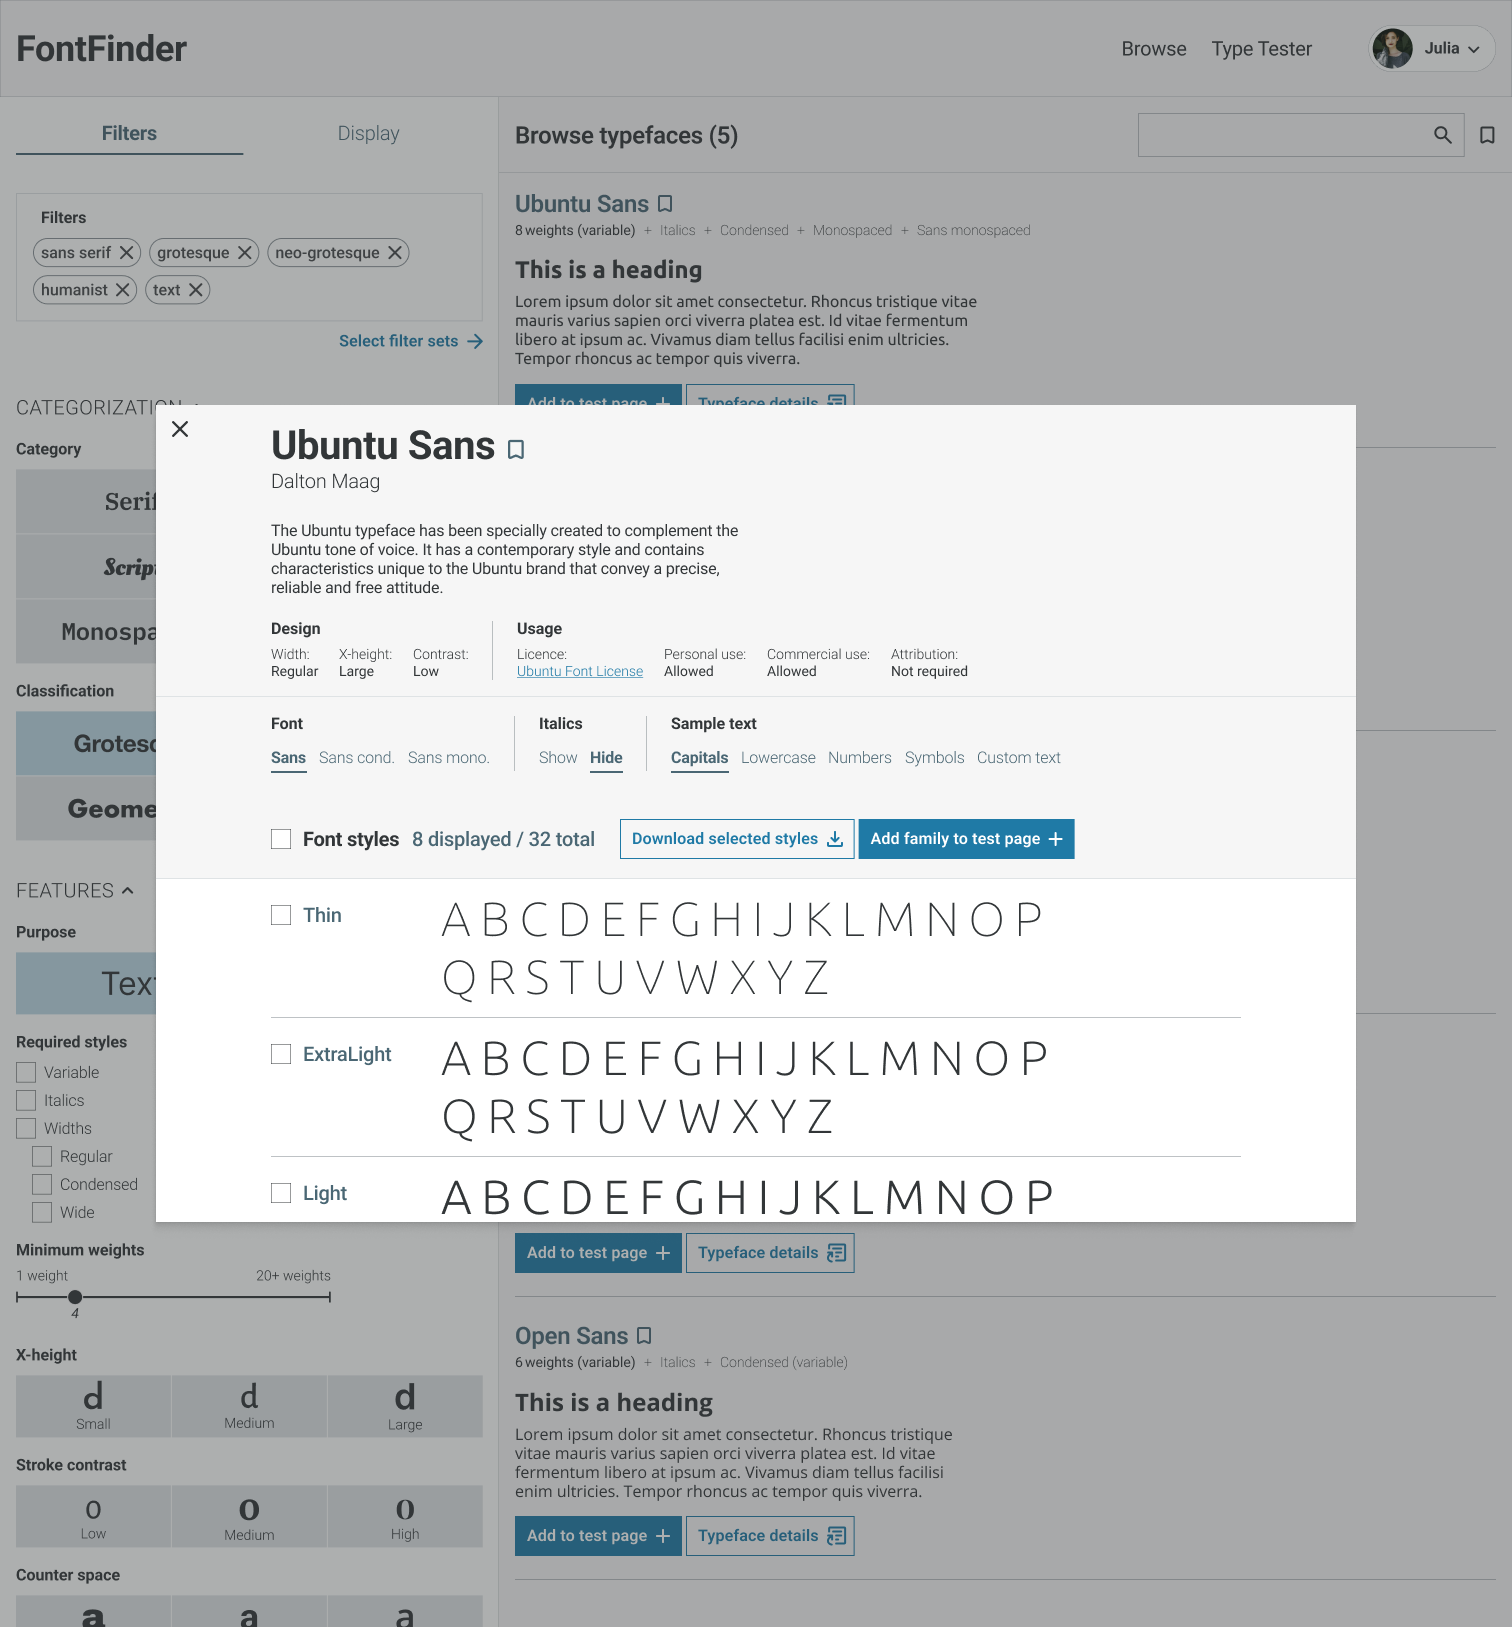 FontFinder
Browse
Type Tester
Julia
Filters
Display
Filters
sans serif
grotesque
neo-grotesque
humanist
text
Select filter sets
CATEGORIZATION
Category
Serif
Script
Monospa
Classification
Grotesq
Geome
FEATURES
Purpose
Text
Required styles
Variable
Italics
Widths
Regular
Condensed
Wide
Minimum weights
1 weight
20+ weights
4
X-height
d
d
d
Small
Medium
Large
Stroke contrast
o
o
o
Low
Medium
High
Counter space
a
a
a
Browse typefaces (5)
Ubuntu Sans
8 weights (variable) + Italics + Condensed + Monospaced + Sans monospaced
This is a heading
Lorem ipsum dolor sit amet consectetur. Rhoncus tristique vitae
mauris varius sapien orci viverra platea est. Id vitae fermentum
libero at ipsum ac. Vivamus diam tellus facilisi enim ultricies.
Tempor rhoncus ac tempor quis viverra.
Add to test page
Typeface details
Ubuntu Sans
Dalton Maag
The Ubuntu typeface has been specially created to complement the
Ubuntu tone of voice. It has a contemporary style and contains
characteristics unique to the Ubuntu brand that convey a precise,
reliable and free attitude.
Design
Width:
Regular
X-height:
Large
Contrast:
Low
Usage
Licence:
Ubuntu Font License
Personal use:
Allowed
Commercial use:
Allowed
Attribution:
Not required
Font
Sans
Sans cond.
Sans mono.
Italics
Show
Hide
Sample text
Capitals
Lowercase
Numbers
Symbols
Custom text
Font styles
8 displayed / 32 total
Download selected styles
Add family to test page
Thin
A B C D E F G H I J K L M N O P
Q R S T U V W X Y Z
ExtraLight
A B C D E F G H I J K L M N O P
Q R S T U V W X Y Z
Light
A B C D E F G H I J K L M N O P
Add to test page
Typeface details
Open Sans
6 weights (variable) + Italics + Condensed (variable)
This is a heading
Lorem ipsum dolor sit amet consectetur. Rhoncus tristique
vitae mauris varius sapien orci viverra platea est. Id vitae
fermentum libero at ipsum ac. Vivamus diam tellus facilisi
enim ultricies. Tempor rhoncus ac tempor quis viverra.
Add to test page
Typeface details